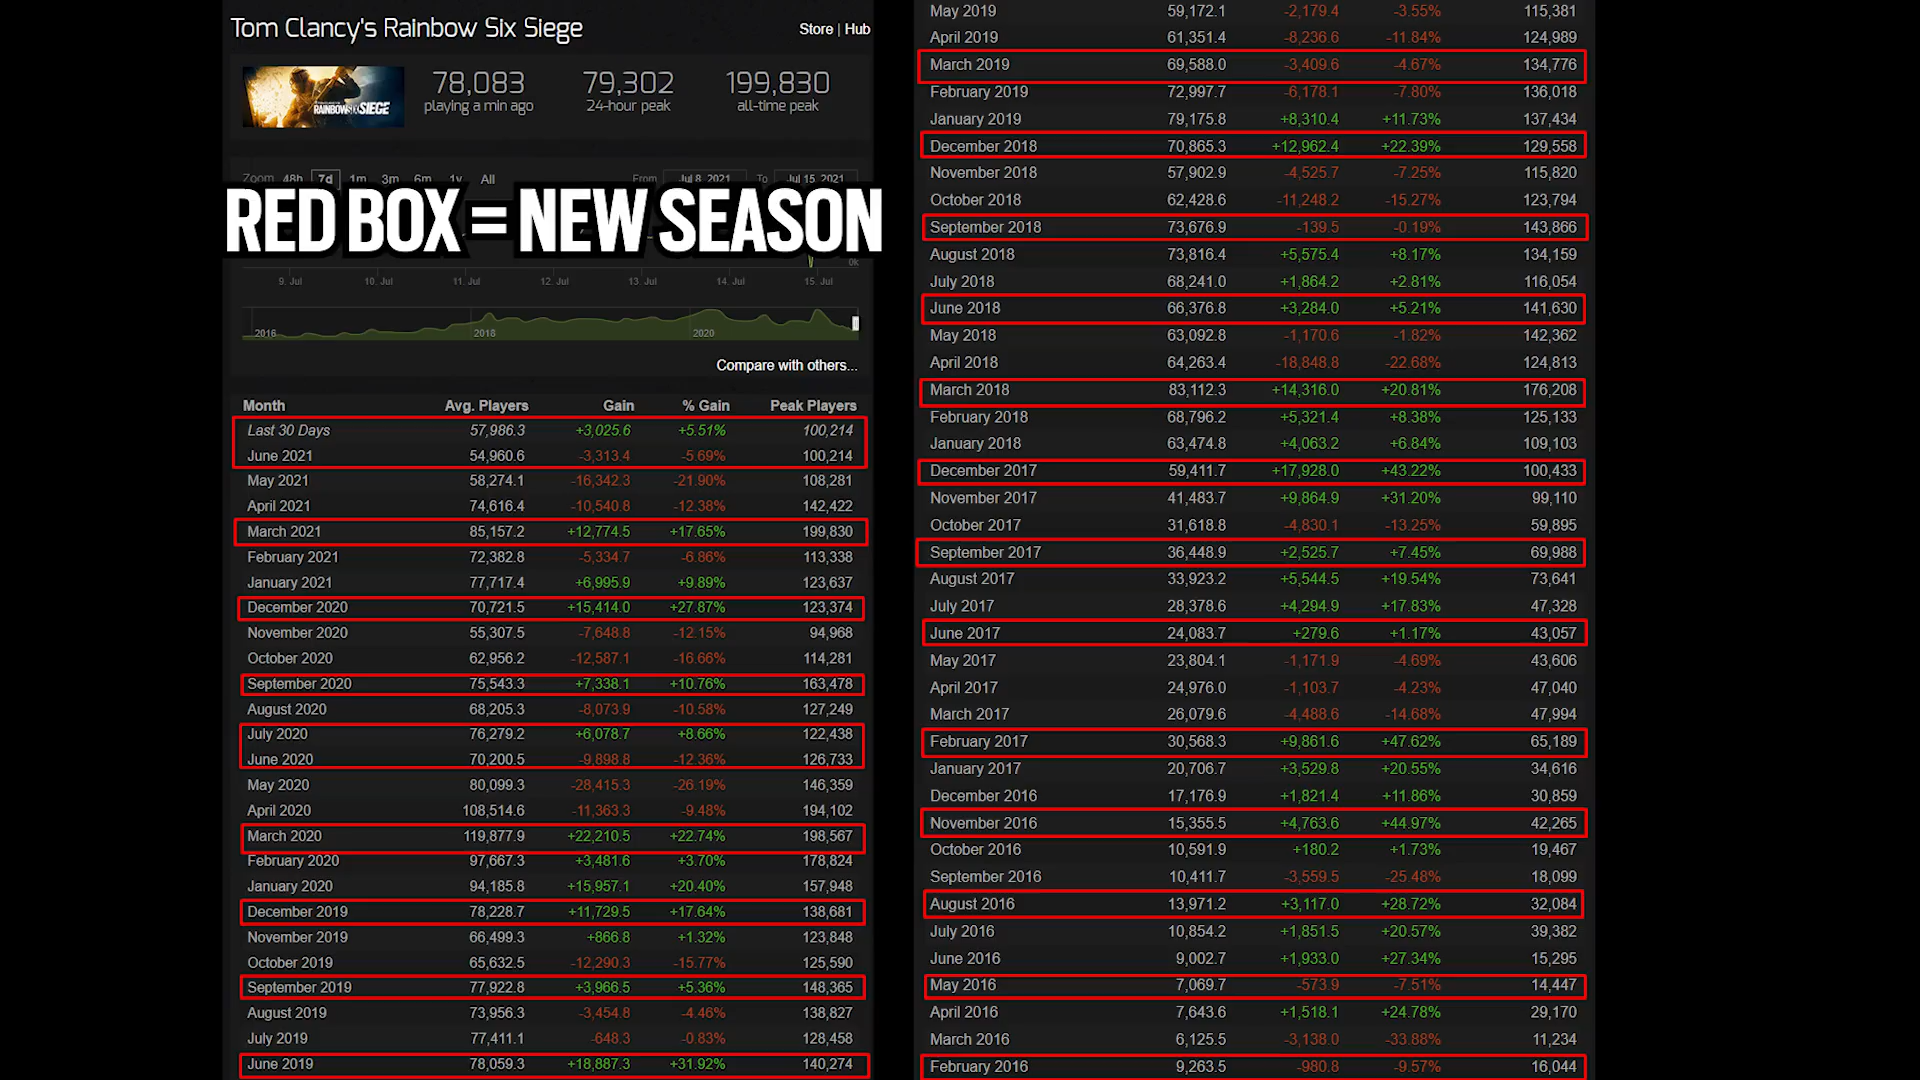 Tom Clancy's Rainbow Six Siege
Store | Hub
RAINBOW SIX SIEGE
78,083 79,302 199,830
playing a min ago 24-hour peak all-time peak
Zoom 48h 7d 1m 3m 6m 1y All From Jul 8, 2021 To Jul 15, 2021
RED BOX = NEW SEASON
0k
9. Jul 10. Jul 11. Jul 12. Jul 13. Jul 14. Jul 15. Jul
2016 2018 2020
Compare with others...
Month Avg. Players Gain % Gain Peak Players
Last 30 Days 57,986.3 +3,025.6 +5.51% 100,214
June 2021 54,960.6 -3,313.4 -5.69% 100,214
May 2021 58,274.1 -16,342.3 -21.90% 108,281
April 2021 74,616.4 -10,540.8 -12.38% 142,422
March 2021 85,157.2 +12,774.5 +17.65% 199,830
February 2021 72,382.8 -5,334.7 -6.86% 113,338
January 2021 77,717.4 +6,995.9 +9.89% 123,637
December 2020 70,721.5 +15,414.0 +27.87% 123,374
November 2020 55,307.5 -7,648.8 -12.15% 94,968
October 2020 62,956.2 -12,587.1 -16.66% 114,281
September 2020 75,543.3 +7,338.1 +10.76% 163,478
August 2020 68,205.3 -8,073.9 -10.58% 127,249
July 2020 76,279.2 +6,078.7 +8.66% 122,438
June 2020 70,200.5 -9,898.8 -12.36% 126,733
May 2020 80,099.3 -28,415.3 -26.19% 146,359
April 2020 108,514.6 -11,363.3 -9.48% 194,102
March 2020 119,877.9 +22,210.5 +22.74% 198,567
February 2020 97,667.3 +3,481.6 +3.70% 178,824
January 2020 94,185.8 +15,957.1 +20.40% 157,948
December 2019 78,228.7 +11,729.5 +17.64% 138,681
November 2019 66,499.3 +866.8 +1.32% 123,848
October 2019 65,632.5 -12,290.3 -15.77% 125,590
September 2019 77,922.8 +3,966.5 +5.36% 148,365
August 2019 73,956.3 -3,454.8 -4.46% 138,827
July 2019 77,411.1 -648.3 -0.83% 128,458
June 2019 78,059.3 +18,887.3 +31.92% 140,274
May 2019 59,172.1 -2,179.4 -3.55% 115,381
April 2019 61,351.4 -8,236.6 -11.84% 124,989
March 2019 69,588.0 -3,409.6 -4.67% 134,776
February 2019 72,997.7 -6,178.1 -7.80% 136,018
January 2019 79,175.8 +8,310.4 +11.73% 137,434
December 2018 70,865.3 +12,962.4 +22.39% 129,558
November 2018 57,902.9 -4,525.7 -7.25% 115,820
October 2018 62,428.6 -11,248.2 -15.27% 123,794
September 2018 73,676.9 -139.5 -0.19% 143,866
August 2018 73,816.4 +5,575.4 +8.17% 134,159
July 2018 68,241.0 +1,864.2 +2.81% 116,054
June 2018 66,376.8 +3,284.0 +5.21% 141,630
May 2018 63,092.8 -1,170.6 -1.82% 142,362
April 2018 64,263.4 -18,848.8 -22.68% 124,813
March 2018 83,112.3 +14,316.0 +20.81% 176,208
February 2018 68,796.2 +5,321.4 +8.38% 125,133
January 2018 63,474.8 +4,063.2 +6.84% 109,103
December 2017 59,411.7 +17,928.0 +43.22% 100,433
November 2017 41,483.7 +9,864.9 +31.20% 99,110
October 2017 31,618.8 -4,830.1 -13.25% 59,895
September 2017 36,448.9 +2,525.7 +7.45% 69,988
August 2017 33,923.2 +5,544.5 +19.54% 73,641
July 2017 28,378.6 +4,294.9 +17.83% 47,328
June 2017 24,083.7 +279.6 +1.17% 43,057
May 2017 23,804.1 -1,171.9 -4.69% 43,606
April 2017 24,976.0 -1,103.7 -4.23% 47,040
March 2017 26,079.6 -4,488.6 -14.68% 47,994
February 2017 30,568.3 +9,861.6 +47.62% 65,189
January 2017 20,706.7 +3,529.8 +20.55% 34,616
December 2016 17,176.9 +1,821.4 +11.86% 30,859
November 2016 15,355.5 +4,763.6 +44.97% 42,265
October 2016 10,591.9 +180.2 +1.73% 19,467
September 2016 10,411.7 -3,559.5 -25.48% 18,099
August 2016 13,971.2 +3,117.0 +28.72% 32,084
July 2016 10,854.2 +1,851.5 +20.57% 39,382
June 2016 9,002.7 +1,933.0 +27.34% 15,295
May 2016 7,069.7 -573.9 -7.51% 14,447
April 2016 7,643.6 +1,518.1 +24.78% 29,170
March 2016 6,125.5 -3,138.0 -33.88% 11,234
February 2016 9,263.5 -980.8 -9.57% 16,044